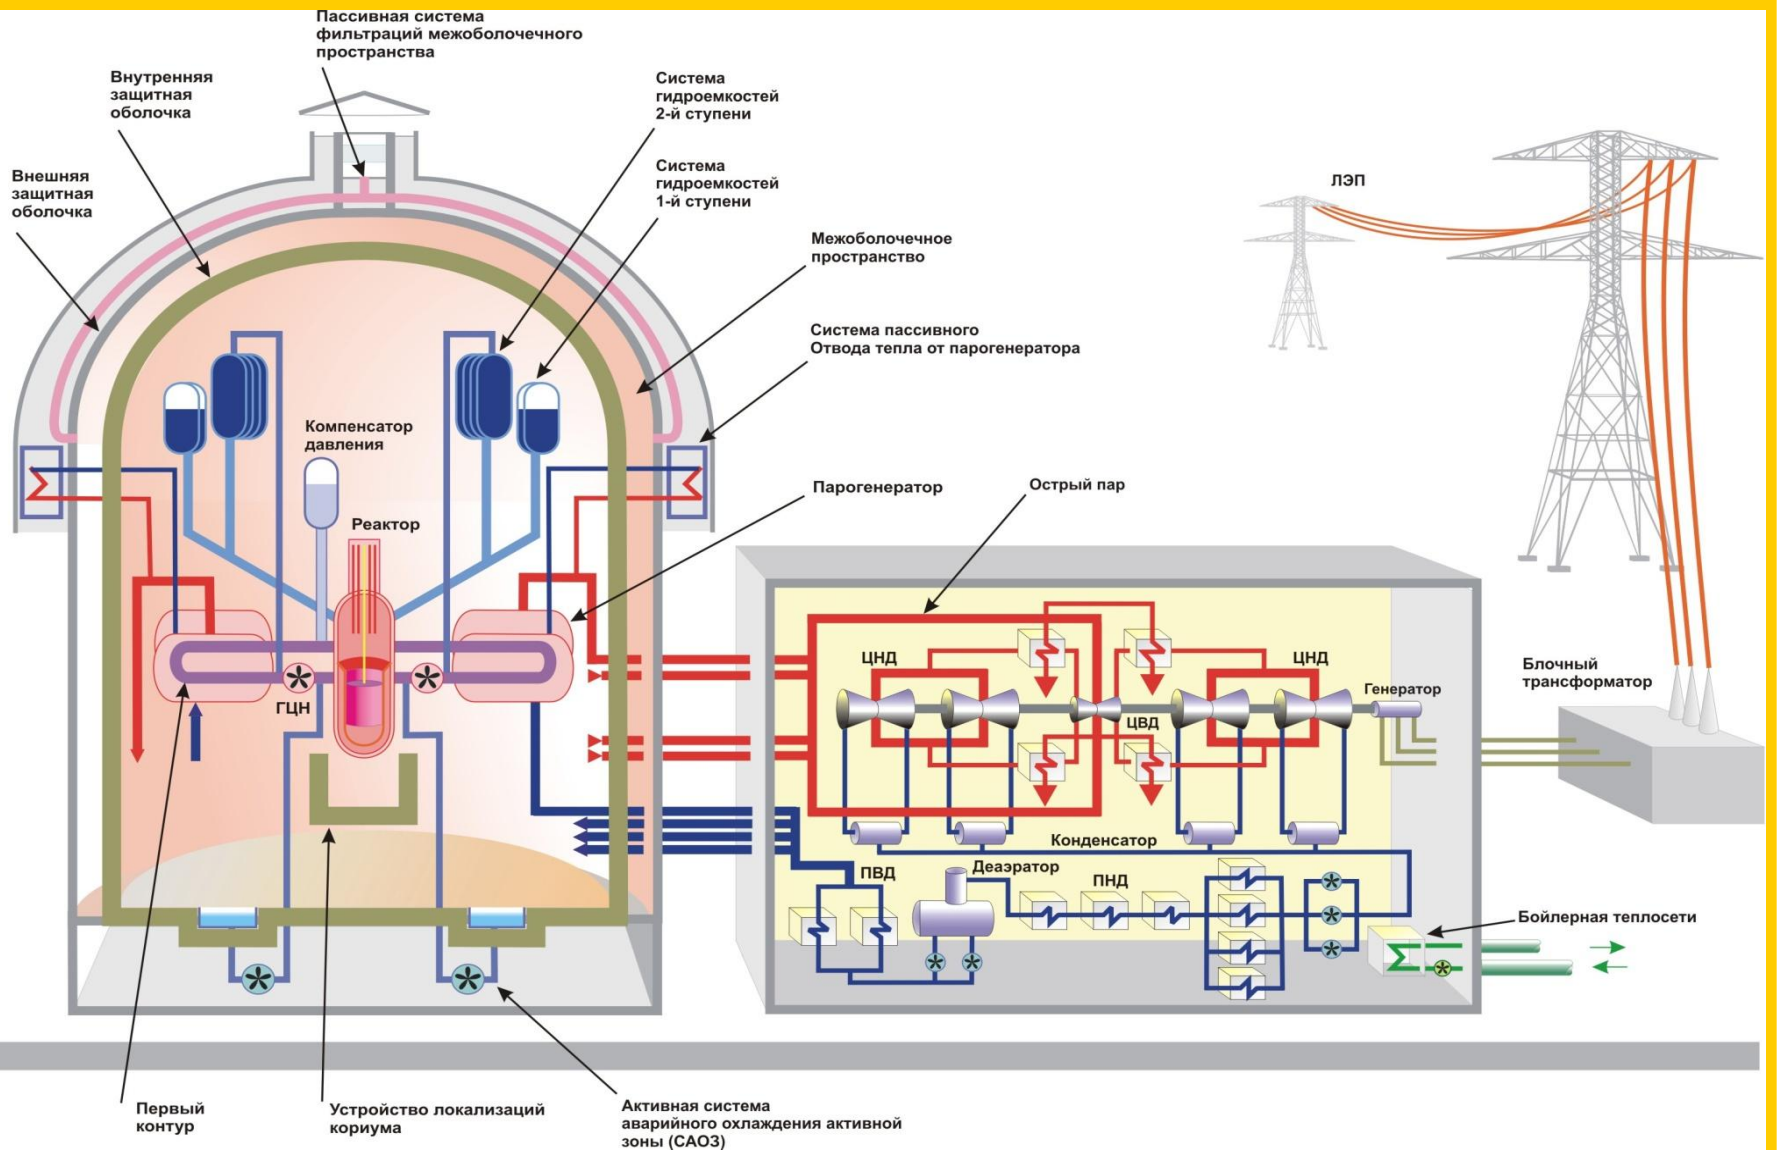 Пассивная система
фильтраций межоболочечного
пространства
Внутренняя
защитная
оболочка
Система
гидроемкостей
2-й ступени
Внешняя
защитная
оболочка
Система
гидроемкостей
1-й ступени
ЛЭП
Межоболочечное
пространство
Система пассивного
Отвода тепла от парогенератора
Компенсатор
давления
Парогенератор
Острый пар
Реактор
ЦНД
ЦНД
Блочный
трансформатор
Генератор
ГЦН
ЦВД
Конденсатор
ПВД
Деаэратор
ПНД
Бойлерная теплосети
Первый
контур
Устройство локализаций
кориума
Активная система
аварийного охлаждения активной
зоны (САОЗ)